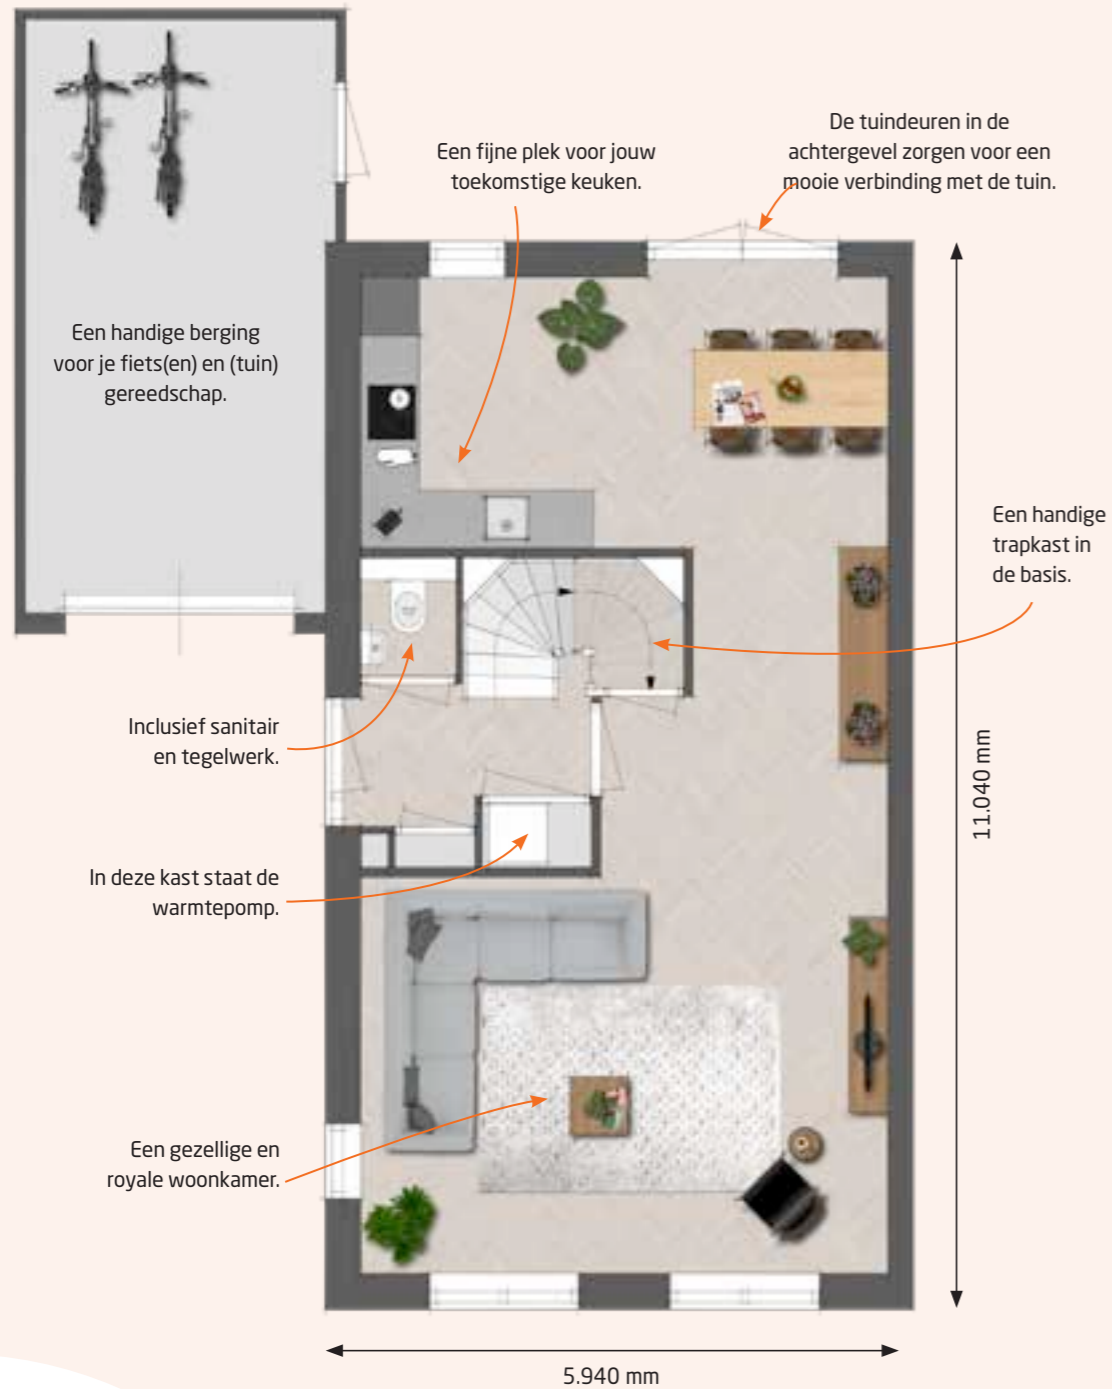 Een fijne plek voor jouw
toekomstige keuken.
De tuindeuren in de
achtergevel zorgen voor een
mooie verbinding met de tuin.
Een handige berging
voor je fiets(en) en (tuin)
gereedschap.
Een handige
trapkast in
de basis.
Inclusief sanitair
en tegelwerk.
11.040 mm
In deze kast staat de
warmtepomp.
Een gezellige en
royale woonkamer.
5.940 mm